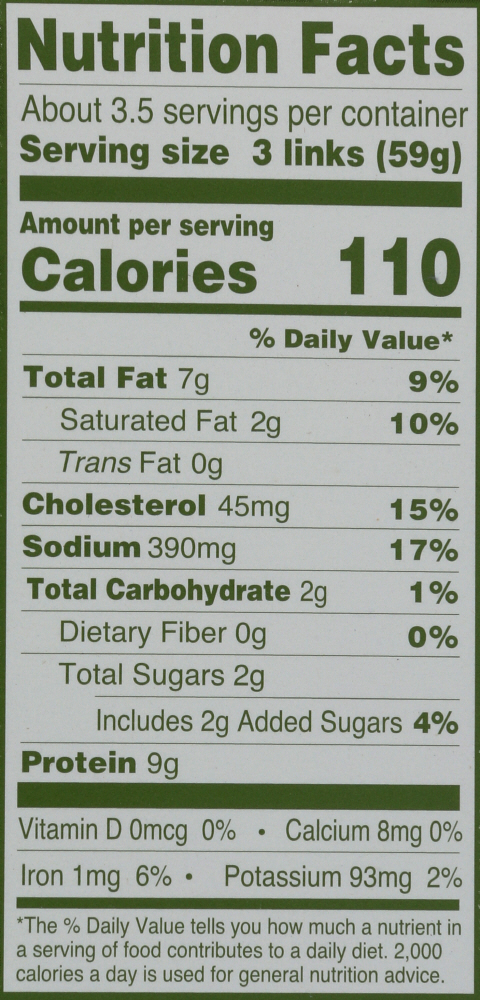 Nutrition Facts
About 3.5 servings per container
Serving size 3 links (59g)
Amount per serving
Calories 110
% Daily Value*
Total Fat 7g 9%
Saturated Fat 2g 10%
Trans Fat 0g
Cholesterol 45mg 15%
Sodium 390mg 17%
Total Carbohydrate 2g 1%
Dietary Fiber 0g 0%
Total Sugars 2g
Includes 2g Added Sugars 4%
Protein 9g
Vitamin D 0mcg 0% • Calcium 8mg 0%
Iron 1mg 6% • Potassium 93mg 2%
*The % Daily Value tells you how much a nutrient in
a serving of food contributes to a daily diet. 2,000
calories a day is used for general nutrition advice.